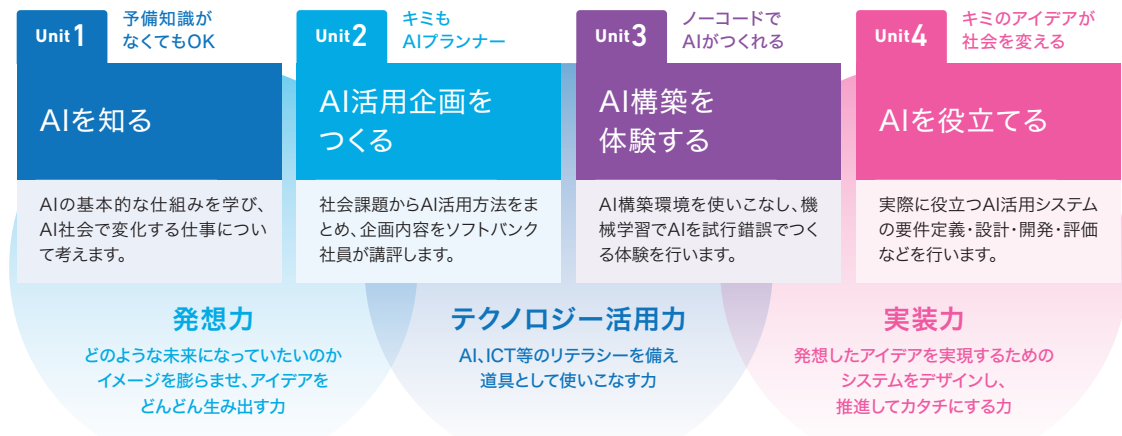 Unit1
予備知識が
なくてもOK
AIを知る
AIの基本的な仕組みを学び、
AI社会で変化する仕事につい
て考えます。
Unit2
キミも
AIプランナー
AI活用企画を
つくる
社会課題からAI活用方法をま
とめ、企画内容をソフトバンク
社員が講評します。
Unit3
ノーコードで
AIがつくれる
AI構築を
体験する
AI構築環境を使いこなし、機
械学習でAIを試行錯誤でつく
る体験を行います。
Unit4
キミのアイデアが
社会を変える
AIを役立てる
実際に役立つAI活用システム
の要件定義・設計・開発・評価
などを行います。
発想力
どのような未来になっていたいのか
イメージを膨らませ、アイデアを
どんどん生み出す力
テクノロジー活用力
AI、ICT等のリテラシーを備え
道具として使いこなす力
実装力
発想したアイデアを実現するための
システムをデザインし、
推進してカタチにする力